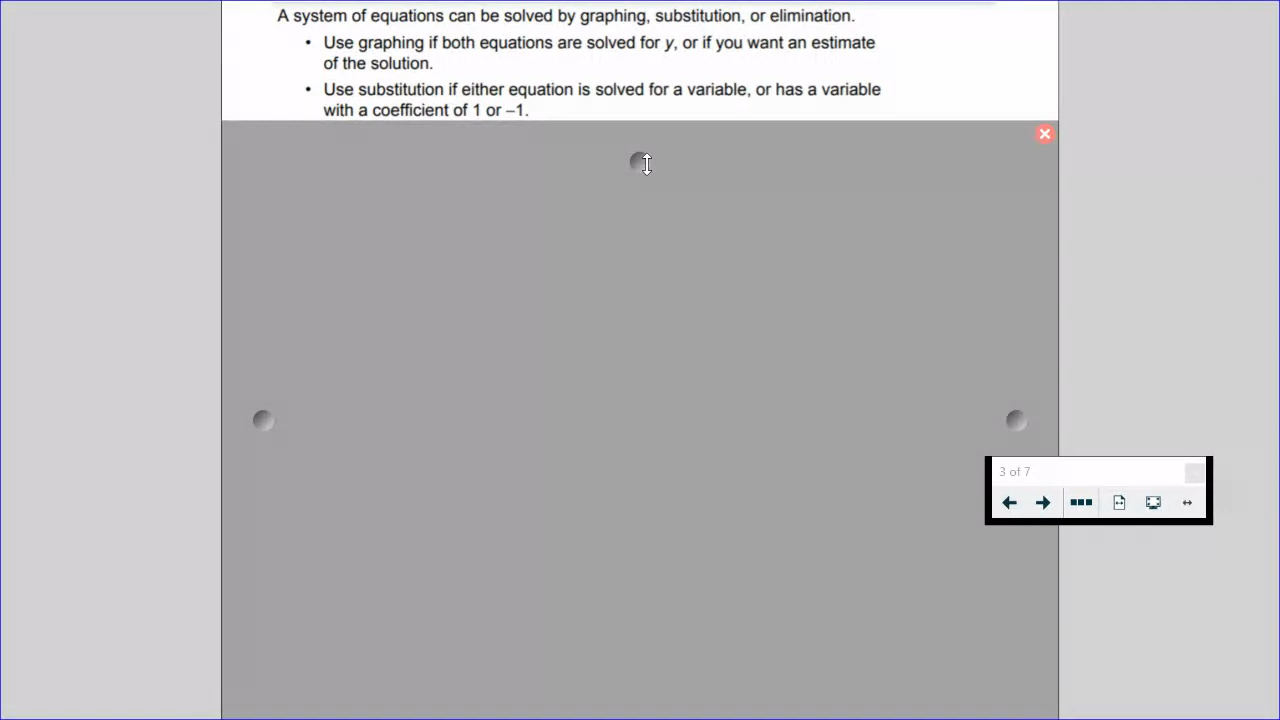 A system of equations can be solved by graphing, substitution, or elimination.
• Use graphing if both equations are solved for y, or if you want an estimate
of the solution.
• Use substitution if either equation is solved for a variable, or has a variable
with a coefficient of 1 or –1.
3 of 7